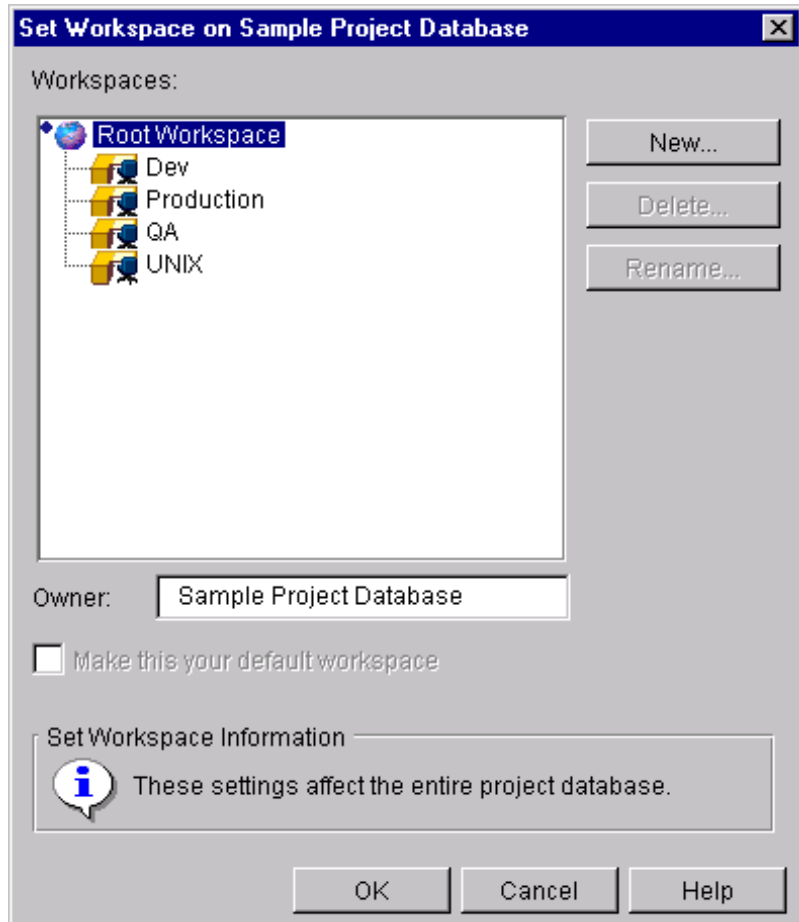 Set Workspace on Sample Project Database
Workspaces:
Root Workspace
Dev
Production
QA
UNIX
New...
Delete...
Rename...
Owner: Sample Project Database
Make this your default workspace
Set Workspace Information
These settings affect the entire project database.
OK Cancel Help